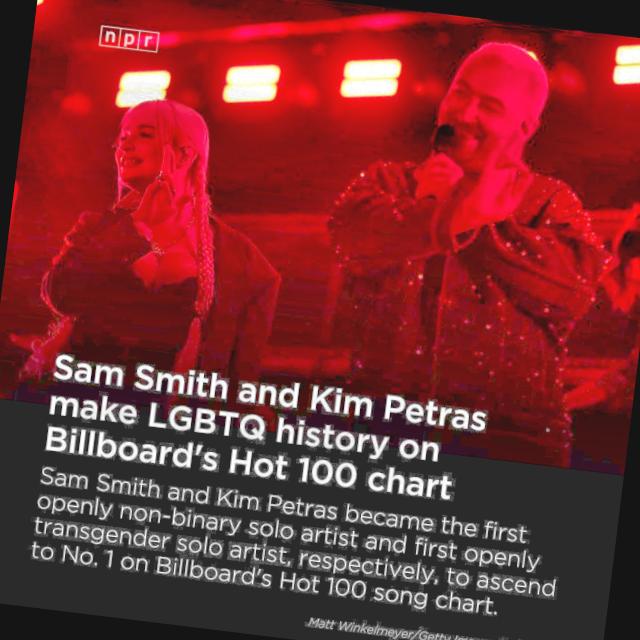 npr
Sam Smith and Kim Petras
make LGBTQ history on
Billboard's Hot 100 chart
Sam Smith and Kim Petras became the first
openly non-binary solo artist and first openly
transgender solo artist, respectively, to ascend
to No. 1 on Billboard's Hot 100 song chart.
Matt Winkelmeyer/Getty